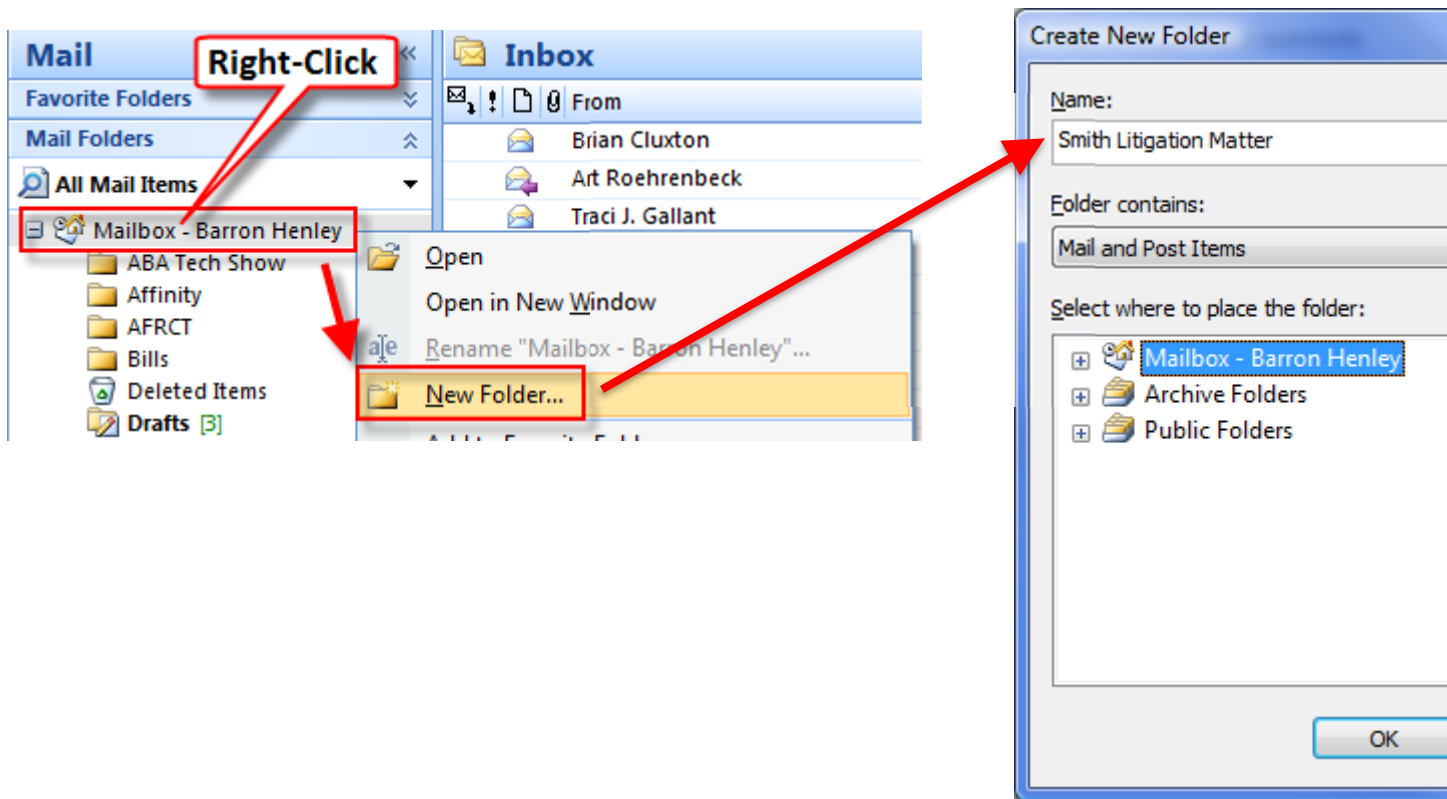 Mail
Right-Click
Favorite Folders
Mail Folders
All Mail Items
Mailbox - Barron Henley
ABA Tech Show
Affinity
AFRCT
Bills
Deleted Items
Drafts [3]
Inbox
From
Brian Cluxton
Art Roehrenbeck
Traci J. Gallant
Open
Open in New Window
Rename "Mailbox - Barron Henley"...
New Folder...
Create New Folder
Name:
Smith Litigation Matter
Folder contains:
Mail and Post Items
Select where to place the folder:
Mailbox - Barron Henley
Archive Folders
Public Folders
OK